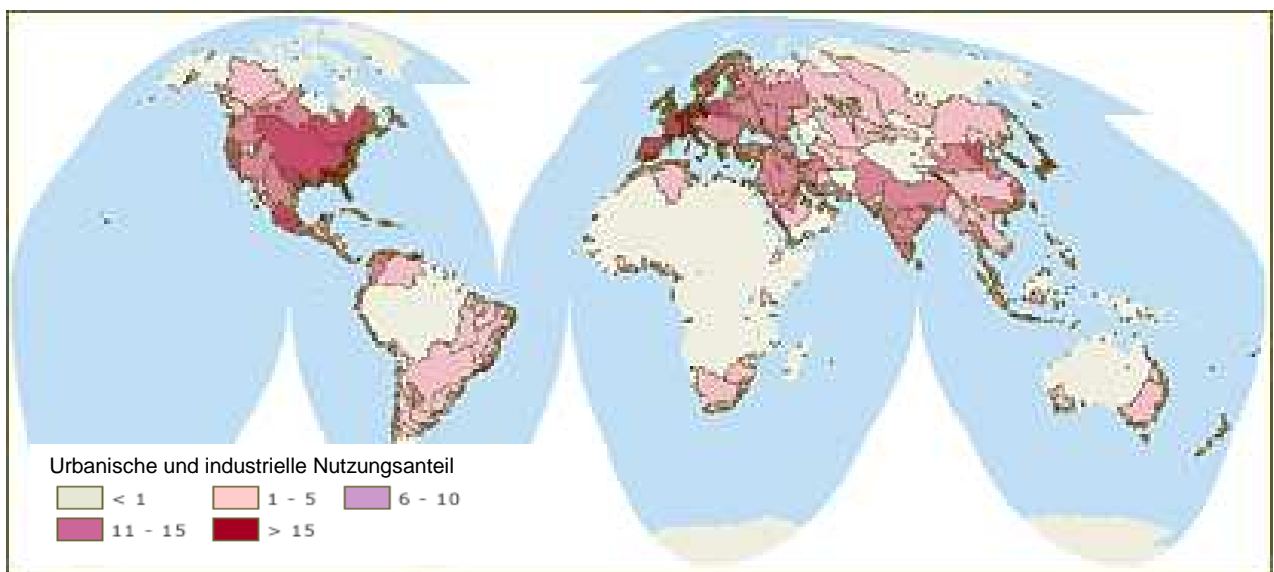 Urbanische und industrielle Nutzungsanteil
< 1 1 - 5 6 - 10
11 - 15 > 15